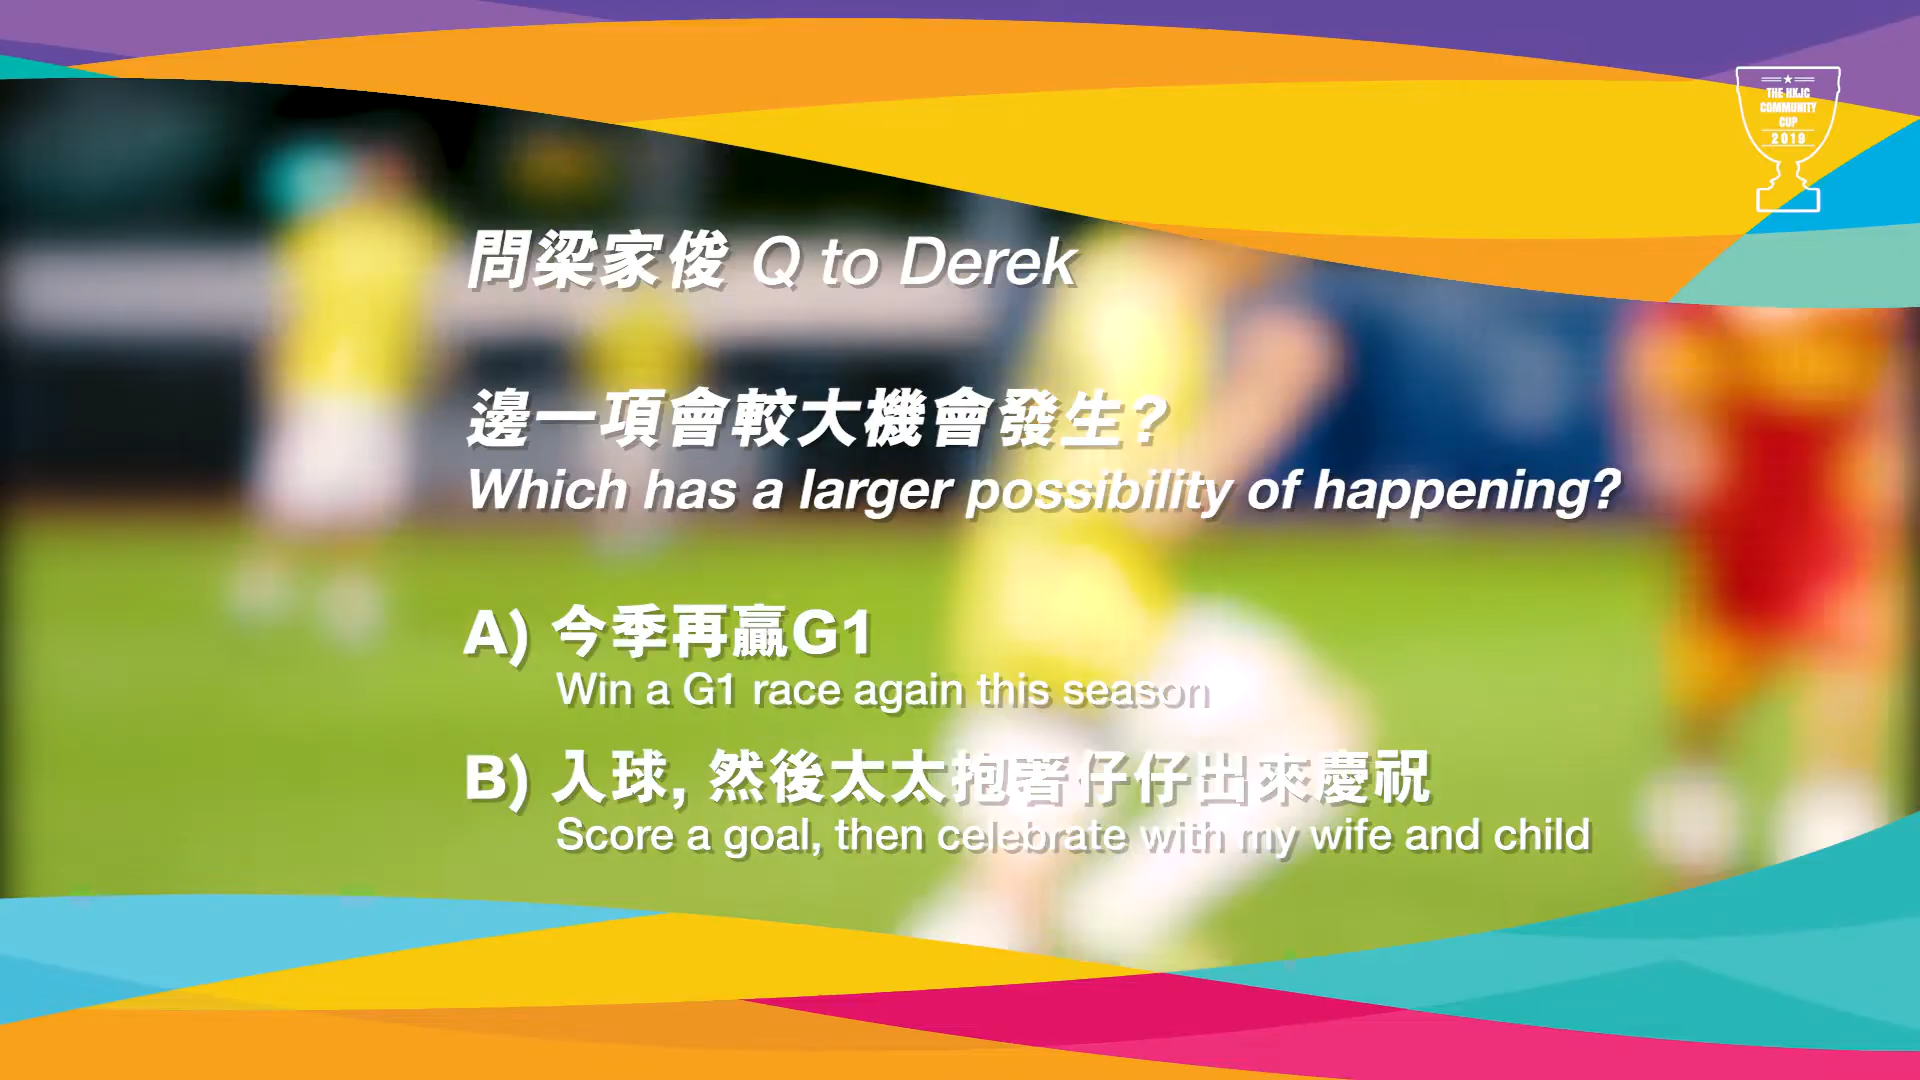 THE HKJC
COMMUNITY
CUP
2019
問梁家俊 Q to Derek
邊一項會較大機會發生?
Which has a larger possibility of happening?
A) 今季再贏G1
Win a G1 race again this season
B) 入球, 然後太太抱著仔仔出來慶祝
Score a goal, then celebrate with my wife and child